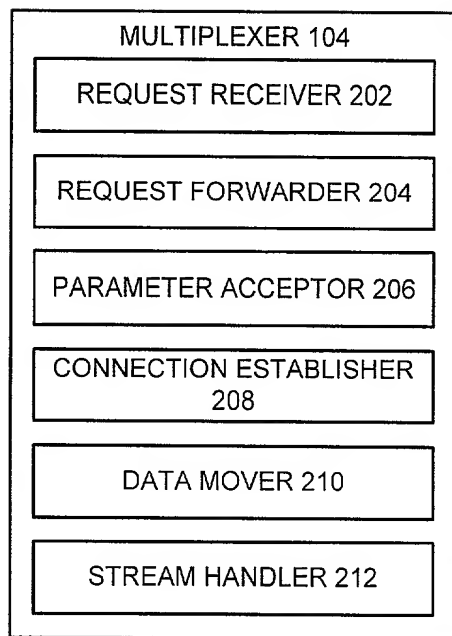 MULTIPLEXER 104
REQUEST RECEIVER 202
REQUEST FORWARDER 204
PARAMETER ACCEPTOR 206
CONNECTION ESTABLISHER
208
DATA MOVER 210
STREAM HANDLER 212